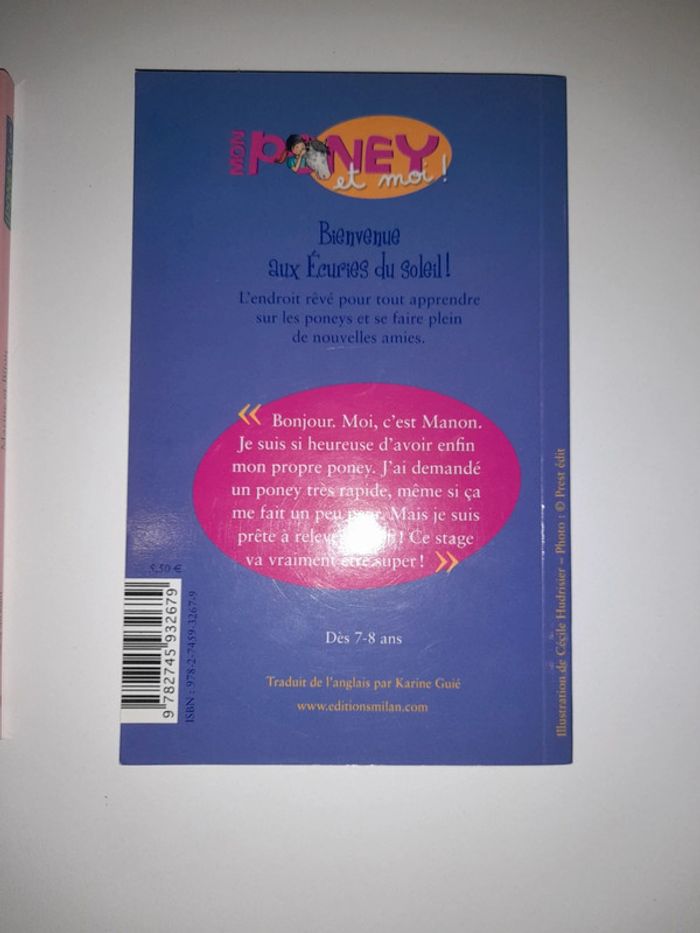 MON PONEY
et moi !
Bienvenue
aux Écuries du soleil !
L'endroit rêvé pour tout apprendre
sur les poneys et se faire plein
de nouvelles amies.
« Bonjour. Moi, c'est Manon.
Je suis si heureuse d'avoir enfin
mon propre poney. J'ai demandé
un poney très rapide, même si ça
me fait un peu peur. Mais je suis
prête à relever ! Ce stage
va vraiment être super ! »
Dès 7-8 ans
Traduit de l'anglais par Karine Guié
www.editionsmilan.com
5,50 €
9 782745 932679
ISBN : 978-2-7459-3267-9
Illustration de Cécile Hudrisier – Photo : © Prest édit